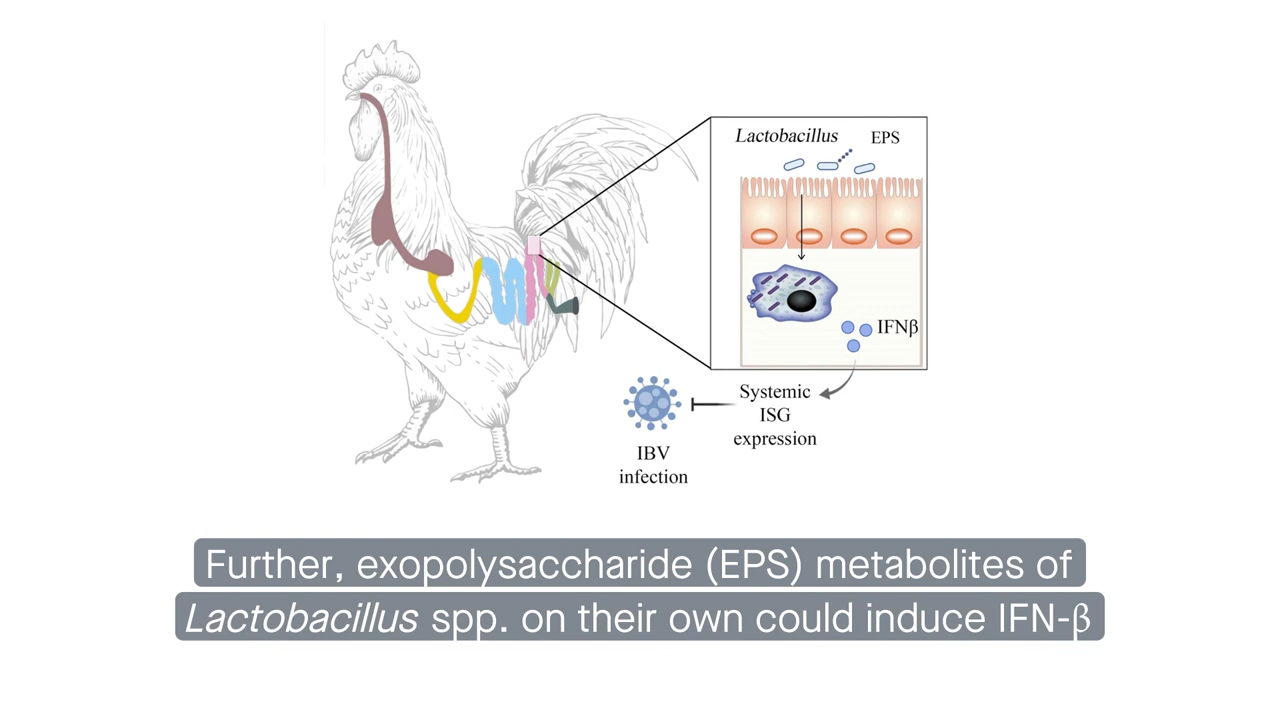 Lactobacillus EPS
IFNβ
Systemic
ISG
expression
IBV
infection
Further, exopolysaccharide (EPS) metabolites of
Lactobacillus spp. on their own could induce IFN-β